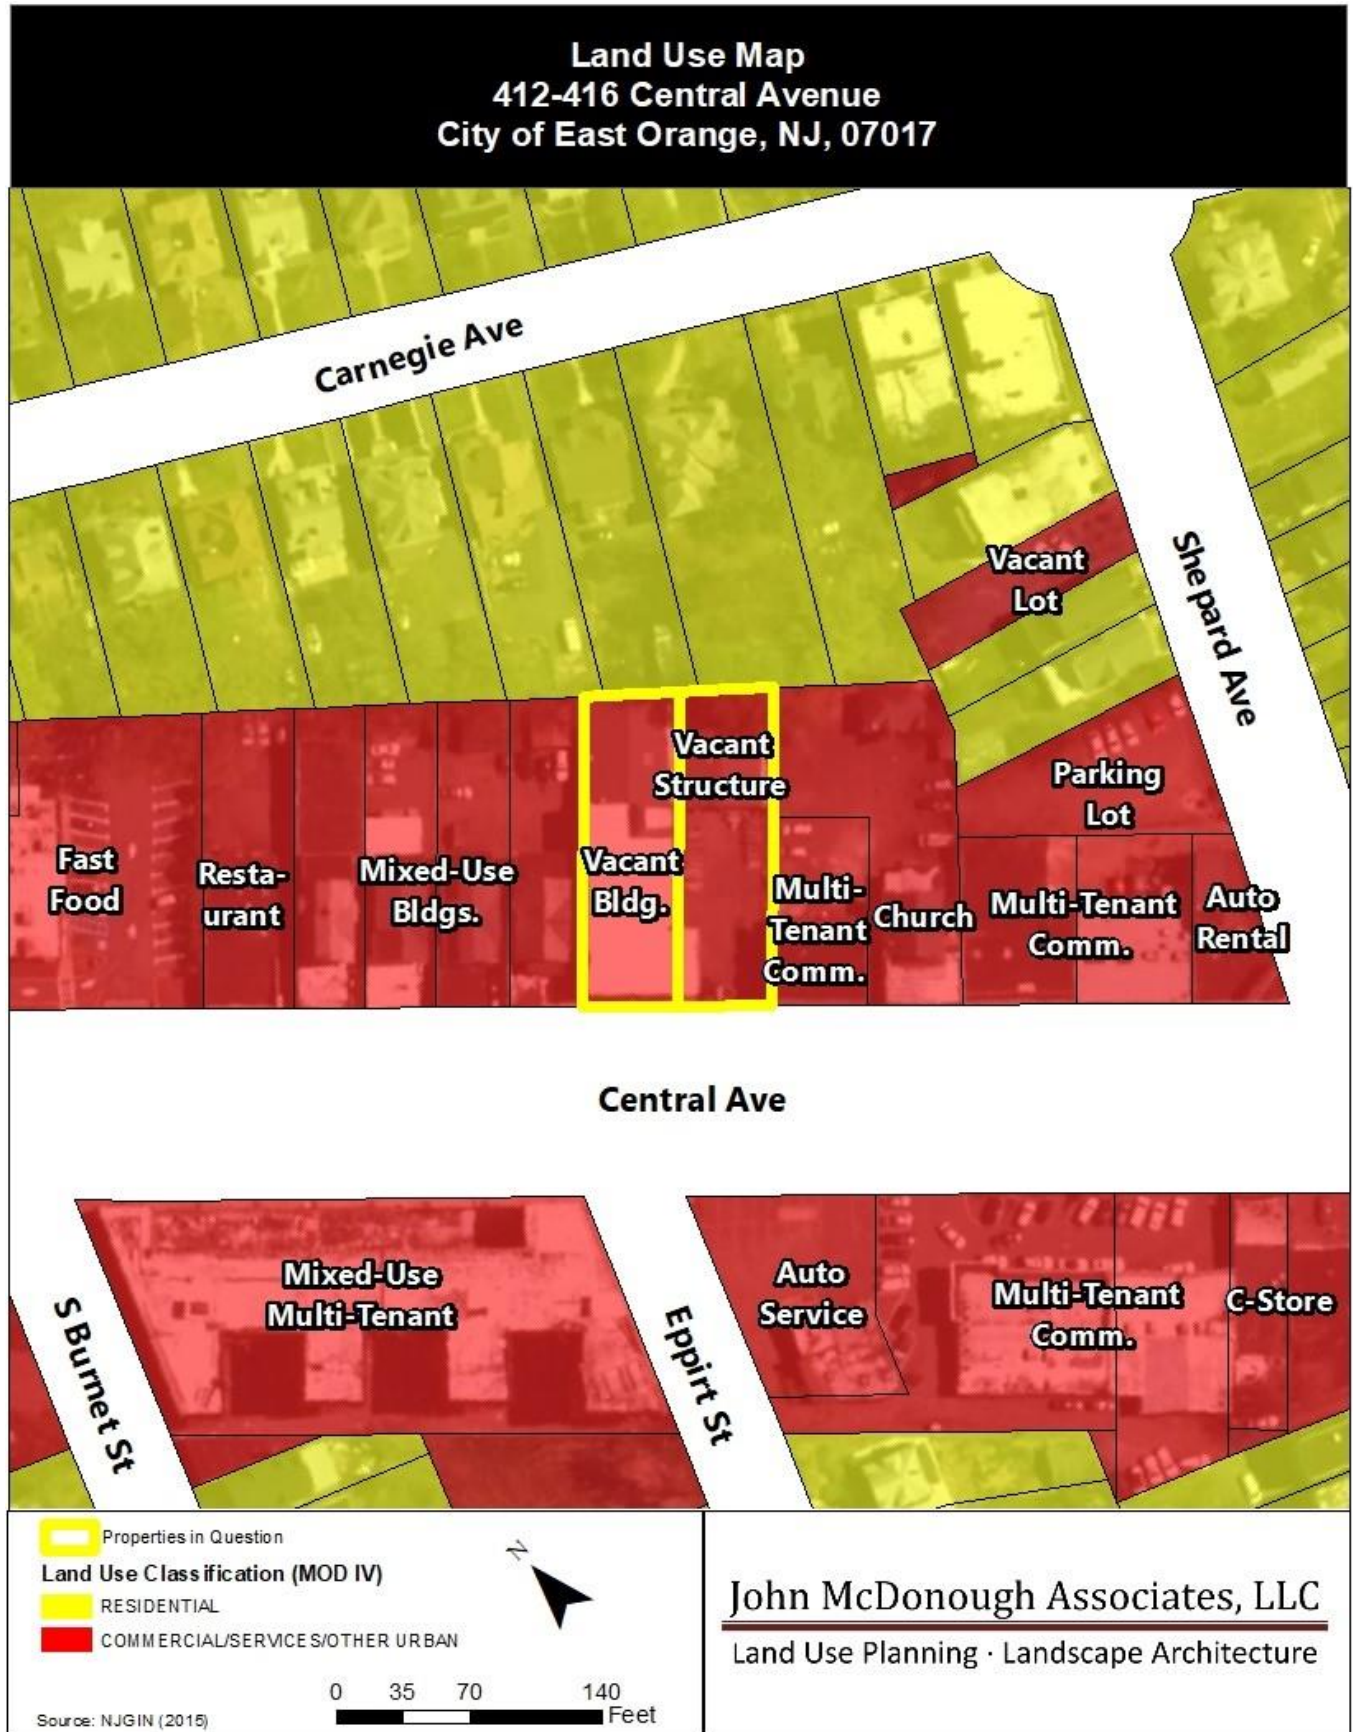 Land Use Map
412-416 Central Avenue
City of East Orange, NJ, 07017
Carnegie Ave
Shepard Ave
Vacant
Lot
Vacant
Structure
Parking
Lot
Fast
Food
Resta-
urant
Mixed-Use
Bldgs.
Vacant
Bldg.
Multi-
Tenant
Comm.
Church
Multi-Tenant
Comm.
Auto
Rental
Central Ave
S Burnet St
Mixed-Use
Multi-Tenant
Eppirt St
Auto
Service
Multi-Tenant
Comm.
C-Store
Properties in Question
Land Use Classification (MOD IV)
RESIDENTIAL
COMMERCIAL/SERVICES/OTHER URBAN
N
0 35 70 140
Feet
Source: NJGIN (2015)
John McDonough Associates, LLC
Land Use Planning · Landscape Architecture